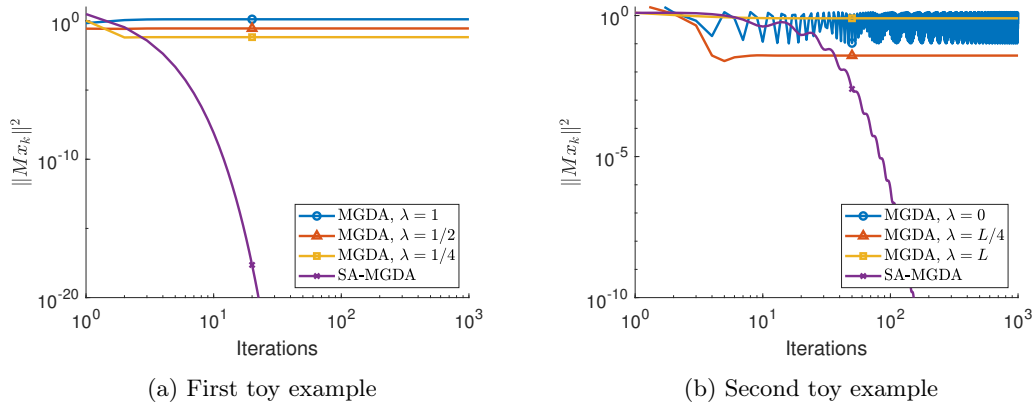 10^0
10^-10
10^-20
||Mx_k||^2
10^0
10^1
10^2
10^3
Iterations
MGDA, λ = 1
MGDA, λ = 1/2
MGDA, λ = 1/4
SA-MGDA
(a) First toy example
10^0
10^-5
10^-10
||Mx_k||^2
10^0
10^1
10^2
10^3
Iterations
MGDA, λ = 0
MGDA, λ = L/4
MGDA, λ = L
SA-MGDA
(b) Second toy example